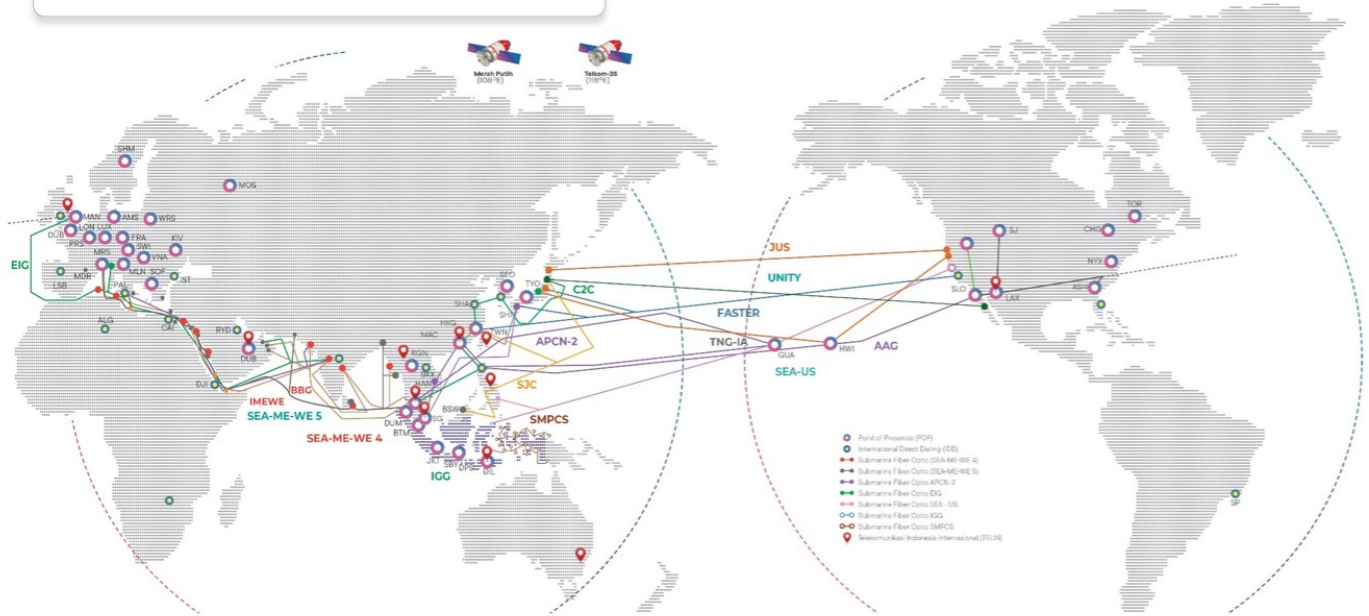 Merah Putih
(108°E)
Telkom-3S
(118°E)
SHM
MOS
MAN
AMS
WRS
DUB
LON
LUX
PRS
FRA
SWI
KIV
MRS
VNA
EIG
MDR
MLN
SOF
IST
LSB
PAL
ALG
CAI
RYD
DUB
DJI
IMEWE
BBG
SEA-ME-WE 5
SEA-ME-WE 4
SEO
TYO
SHA
C2C
HKG
MAC
TWN
APCN-2
RGN
BKK
HAN
SJC
BSW
DUM
SG
BTM
SMPCS
JKT
SBY
DPS
DIL
IGG
JUS
UNITY
FASTER
TNG-IA
GUA
HWI
AAG
SEA-US
TOR
SJ
CHG
NYX
SLO
LAX
ASH
SP
Point of Presence (POP)
International Direct Dialing (IDD)
Submarine Fiber Optic (SEA-ME-WE 4)
Submarine Fiber Optic (SEA-ME-WE 5)
Submarine Fiber Optic APCN-2
Submarine Fiber Optic EIG
Submarine Fiber Optic SEA - US
Submarine Fiber Optic IGG
Submarine Fiber Optic SMPCS
Telekomunikasi Indonesia Internasional (TELIN)